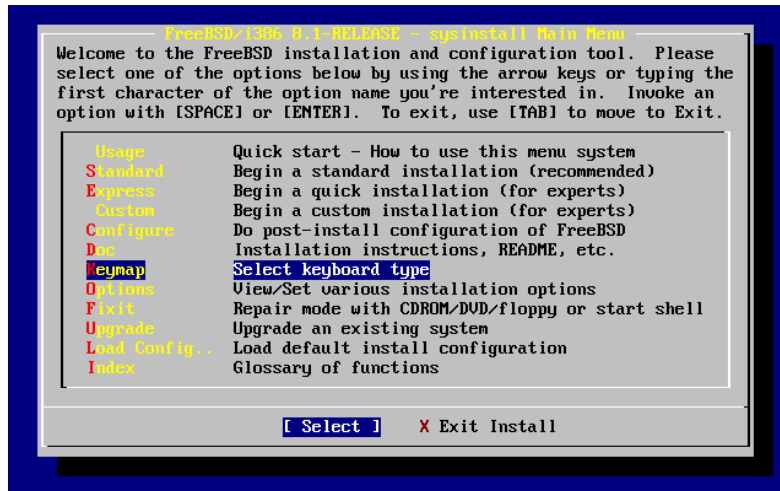 FreeBSD/i386 8.1-RELEASE - sysinstall Main Menu
Welcome to the FreeBSD installation and configuration tool.  Please
select one of the options below by using the arrow keys or typing the
first character of the option name you're interested in.  Invoke an
option with [SPACE] or [ENTER].  To exit, use [TAB] to move to Exit.
Usage Quick start - How to use this menu system
Standard Begin a standard installation (recommended)
Express Begin a quick installation (for experts)
Custom Begin a custom installation (for experts)
Configure Do post-install configuration of FreeBSD
Doc Installation instructions, README, etc.
Keymap Select keyboard type
Options View/Set various installation options
Fixit Repair mode with CDROM/DVD/floppy or start shell
Upgrade Upgrade an existing system
Load Config.. Load default install configuration
Index Glossary of functions
[ Select ] X Exit Install